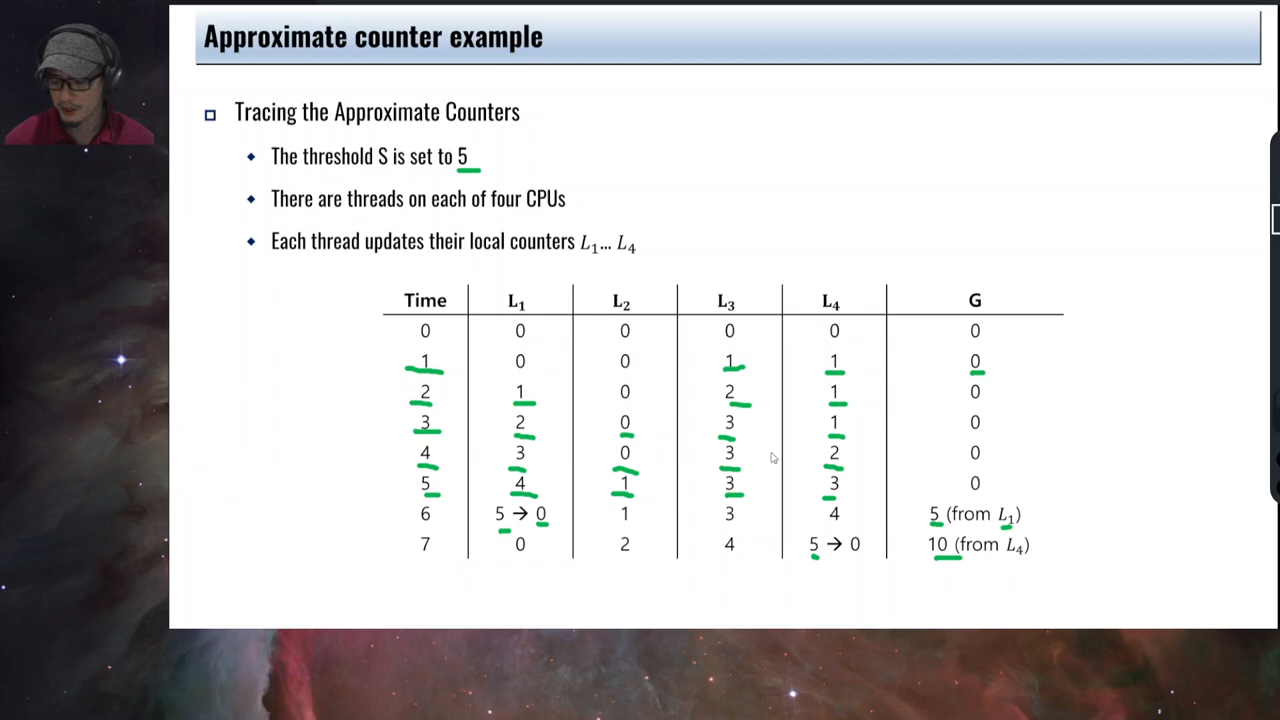 Approximate counter example
Tracing the Approximate Counters
The threshold S is set to 5
There are threads on each of four CPUs
Each thread updates their local counters L₁... L₄
Time L₁ L₂ L₃ L₄ G
0 0 0 0 0 0
1 0 0 1 1 0
2 1 0 2 1 0
3 2 0 3 1 0
4 3 0 3 2 0
5 4 1 3 3 0
6 5 → 0 1 3 4 5 (from L₁)
7 0 2 4 5 → 0 10 (from L₄)